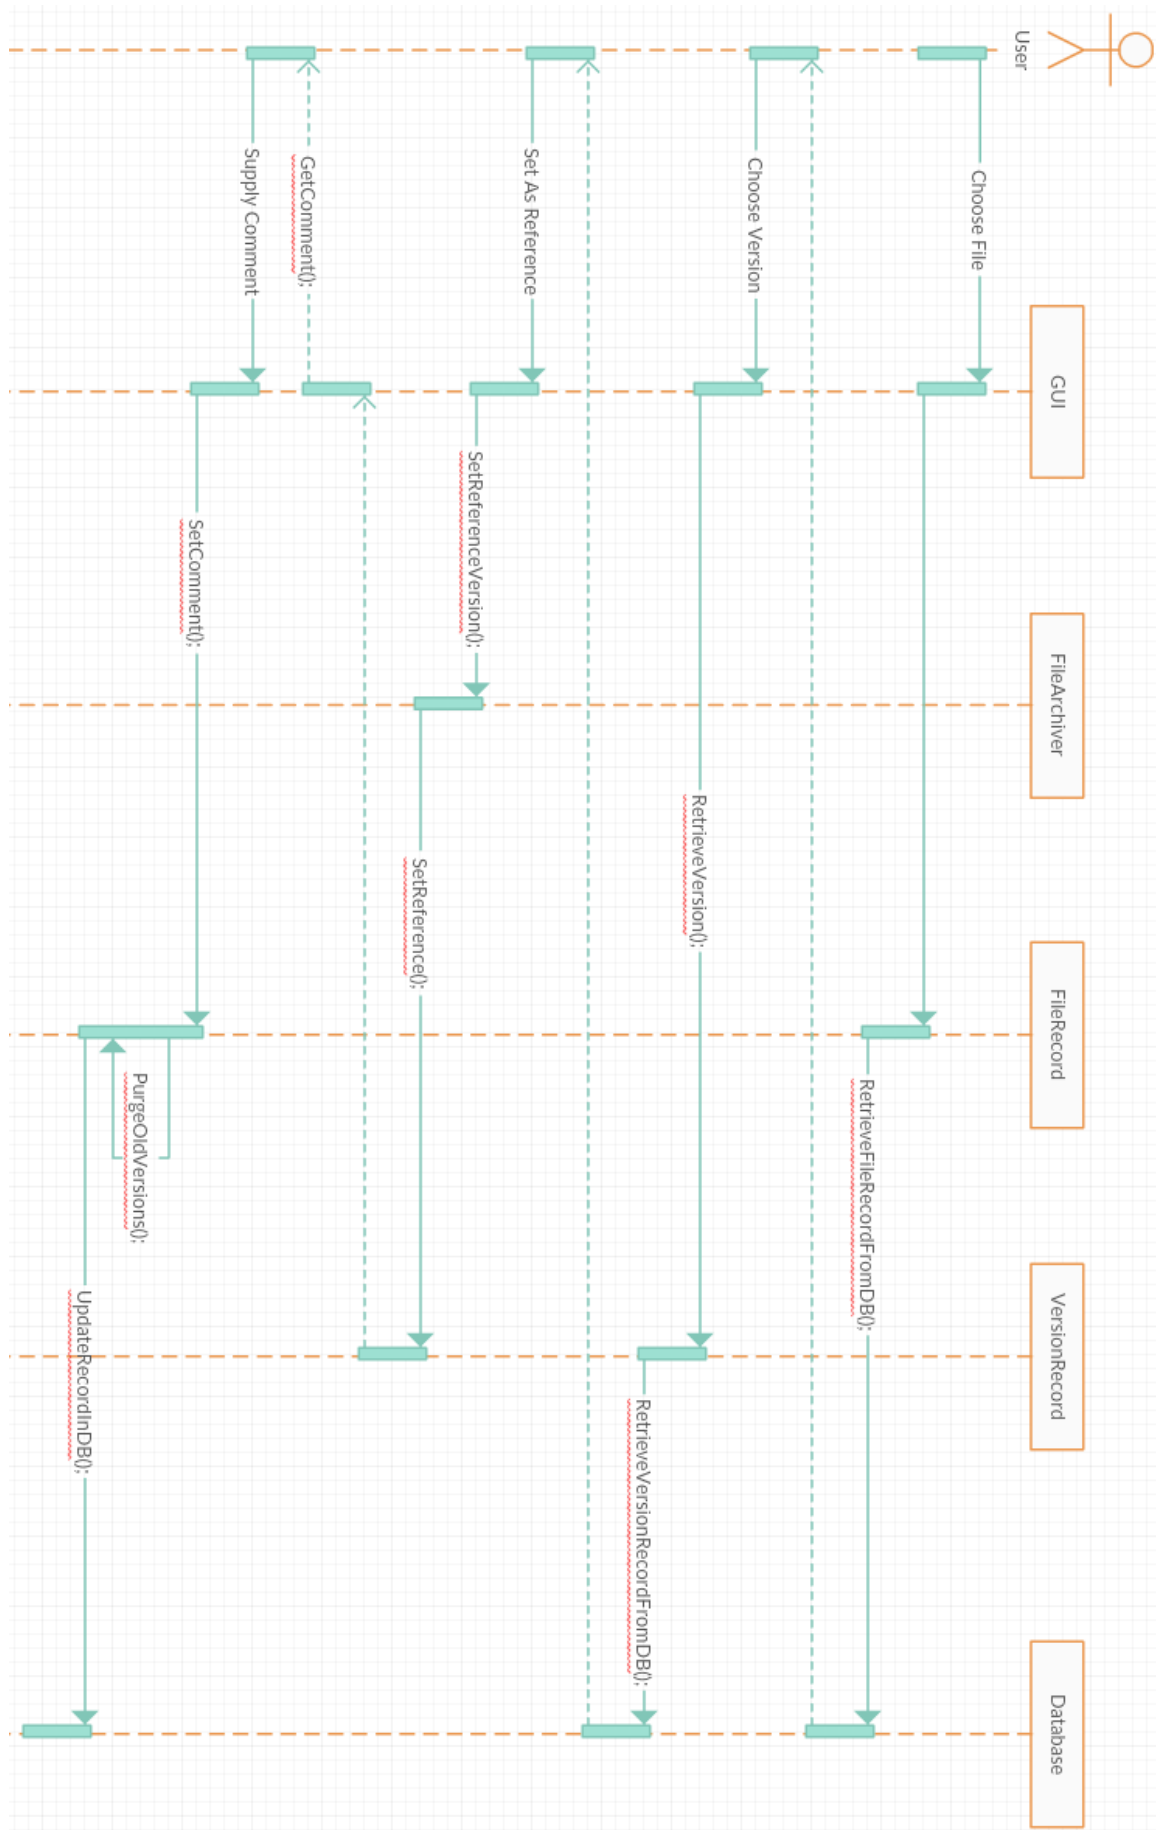 User
GUI
FileArchiver
FileRecord
VersionRecord
Database
Choose File
RetrieveFileRecordFromDB();
Choose Version
RetrieveVersion();
RetrieveVersionRecordFromDB();
Set As Reference
SetReferenceVersion();
SetReference();
GetComment();
Supply Comment
SetComment();
PurgeOldVersions();
UpdateRecordInDB();